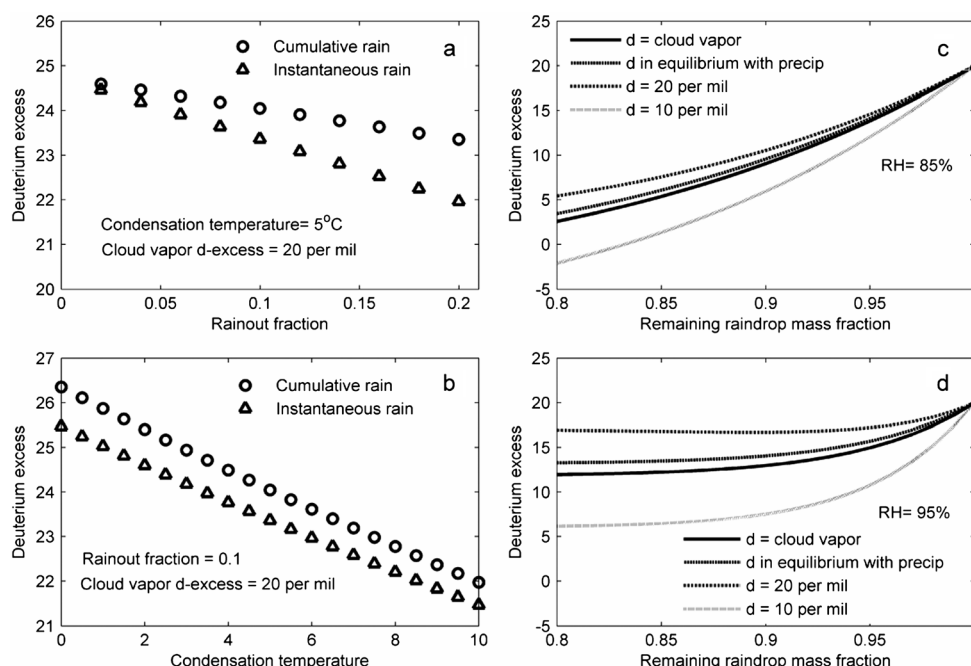 26
25
24
23
22
21
20
Deuterium excess
Cumulative rain
Instantaneous rain
a
Condensation temperature= 5°C
Cloud vapor d-excess = 20 per mil
0
0.05
0.1
0.15
0.2
Rainout fraction
25
20
15
10
5
0
-5
Deuterium excess
d = cloud vapor
d in equilibrium with precip
d = 20 per mil
d = 10 per mil
c
RH= 85%
0.8
0.85
0.9
0.95
Remaining raindrop mass fraction
27
26
25
24
23
22
21
Deuterium excess
Cumulative rain
Instantaneous rain
b
Rainout fraction = 0.1
Cloud vapor d-excess = 20 per mil
0
2
4
6
8
10
Condensation temperature
25
20
15
10
5
0
-5
Deuterium excess
d
RH= 95%
d = cloud vapor
d in equilibrium with precip
d = 20 per mil
d = 10 per mil
0.8
0.85
0.9
0.95
Remaining raindrop mass fraction